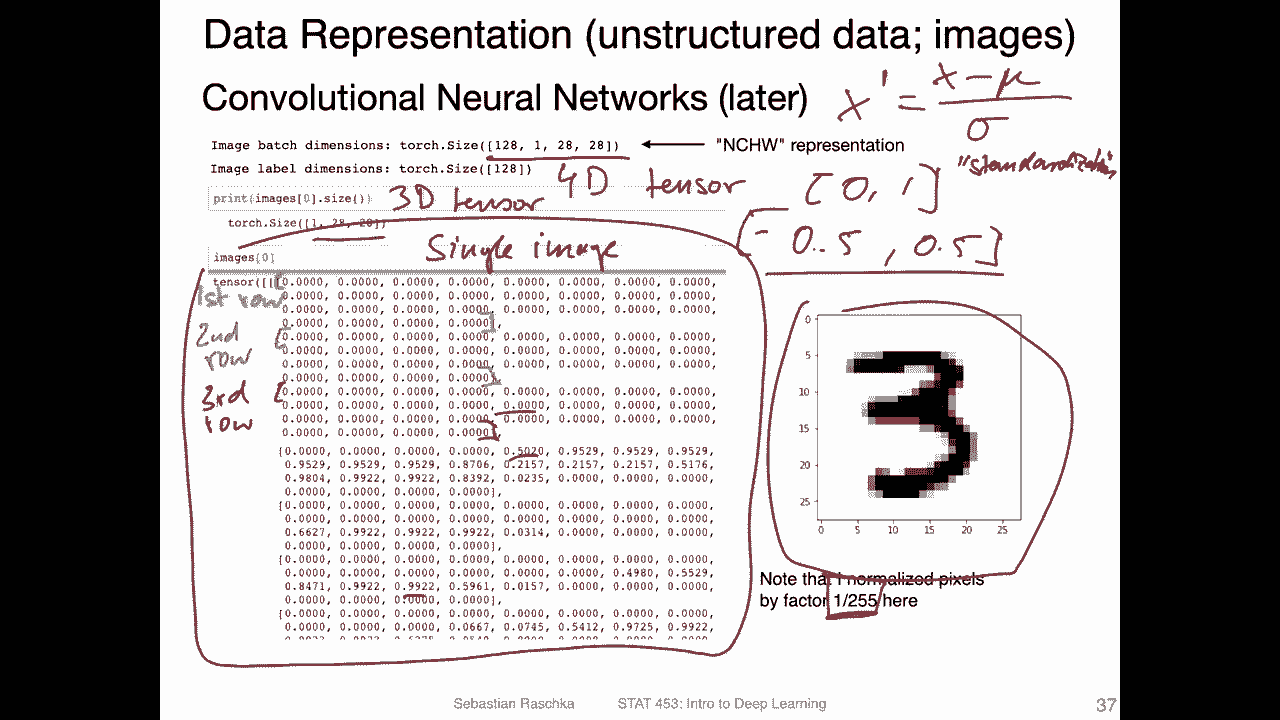 Data Representation (unstructured data; images)
Convolutional Neural Networks (later)
x' = x - μ
σ
"standardization"
Image batch dimensions: torch.Size([128, 1, 28, 28])
"NCHW" representation
Image label dimensions: torch.Size([128])
4D tensor
[0, 1]
print(images[0].size())
3D tensor
torch.Size([1, 28, 28])
[-0.5, 0.5]
images[0]
Single image
tensor([[[0.0000, 0.0000, 0.0000, 0.0000, 0.0000, 0.0000, 0.0000, 0.0000,
1st row
0.0000, 0.0000, 0.0000, 0.0000, 0.0000, 0.0000, 0.0000, 0.0000,
0.0000, 0.0000, 0.0000, 0.0000, 0.0000, 0.0000, 0.0000, 0.0000,
0.0000, 0.0000, 0.0000, 0.0000],
2nd row
[0.0000, 0.0000, 0.0000, 0.0000, 0.0000, 0.0000, 0.0000, 0.0000,
0.0000, 0.0000, 0.0000, 0.0000, 0.0000, 0.0000, 0.0000, 0.0000,
0.0000, 0.0000, 0.0000, 0.0000, 0.0000, 0.0000, 0.0000, 0.0000,
0.0000, 0.0000, 0.0000, 0.0000],
3rd row
[0.0000, 0.0000, 0.0000, 0.0000, 0.0000, 0.0000, 0.0000, 0.0000,
0.0000, 0.0000, 0.0000, 0.0000, 0.0000, 0.0000, 0.0000, 0.0000,
0.0000, 0.0000, 0.0000, 0.0000, 0.0000, 0.0000, 0.0000, 0.0000,
0.0000, 0.0000, 0.0000, 0.0000],
[0.0000, 0.0000, 0.0000, 0.0000, 0.5020, 0.9529, 0.9529, 0.9529,
0.9529, 0.9529, 0.9529, 0.8706, 0.2157, 0.2157, 0.2157, 0.5176,
0.9804, 0.9922, 0.9922, 0.8392, 0.0235, 0.0000, 0.0000, 0.0000,
0.0000, 0.0000, 0.0000, 0.0000],
[0.0000, 0.0000, 0.0000, 0.0000, 0.0000, 0.0000, 0.0000, 0.0000,
0.0000, 0.0000, 0.0000, 0.0000, 0.0000, 0.0000, 0.0000, 0.0000,
0.6627, 0.9922, 0.9922, 0.9922, 0.0314, 0.0000, 0.0000, 0.0000,
0.0000, 0.0000, 0.0000, 0.0000],
[0.0000, 0.0000, 0.0000, 0.0000, 0.0000, 0.0000, 0.0000, 0.0000,
0.0000, 0.0000, 0.0000, 0.0000, 0.0000, 0.0000, 0.4980, 0.5529,
0.8471, 0.9922, 0.9922, 0.5961, 0.0157, 0.0000, 0.0000, 0.0000,
0.0000, 0.0000, 0.0000, 0.0000],
[0.0000, 0.0000, 0.0000, 0.0000, 0.0000, 0.0000, 0.0000, 0.0000,
0.0000, 0.0000, 0.0000, 0.0667, 0.0745, 0.5412, 0.9725, 0.9922,
0
5
10
15
20
25
0 5 10 15 20 25
Note that I normalized pixels
by factor 1/255 here
Sebastian Raschka STAT 453: Intro to Deep Learning 37